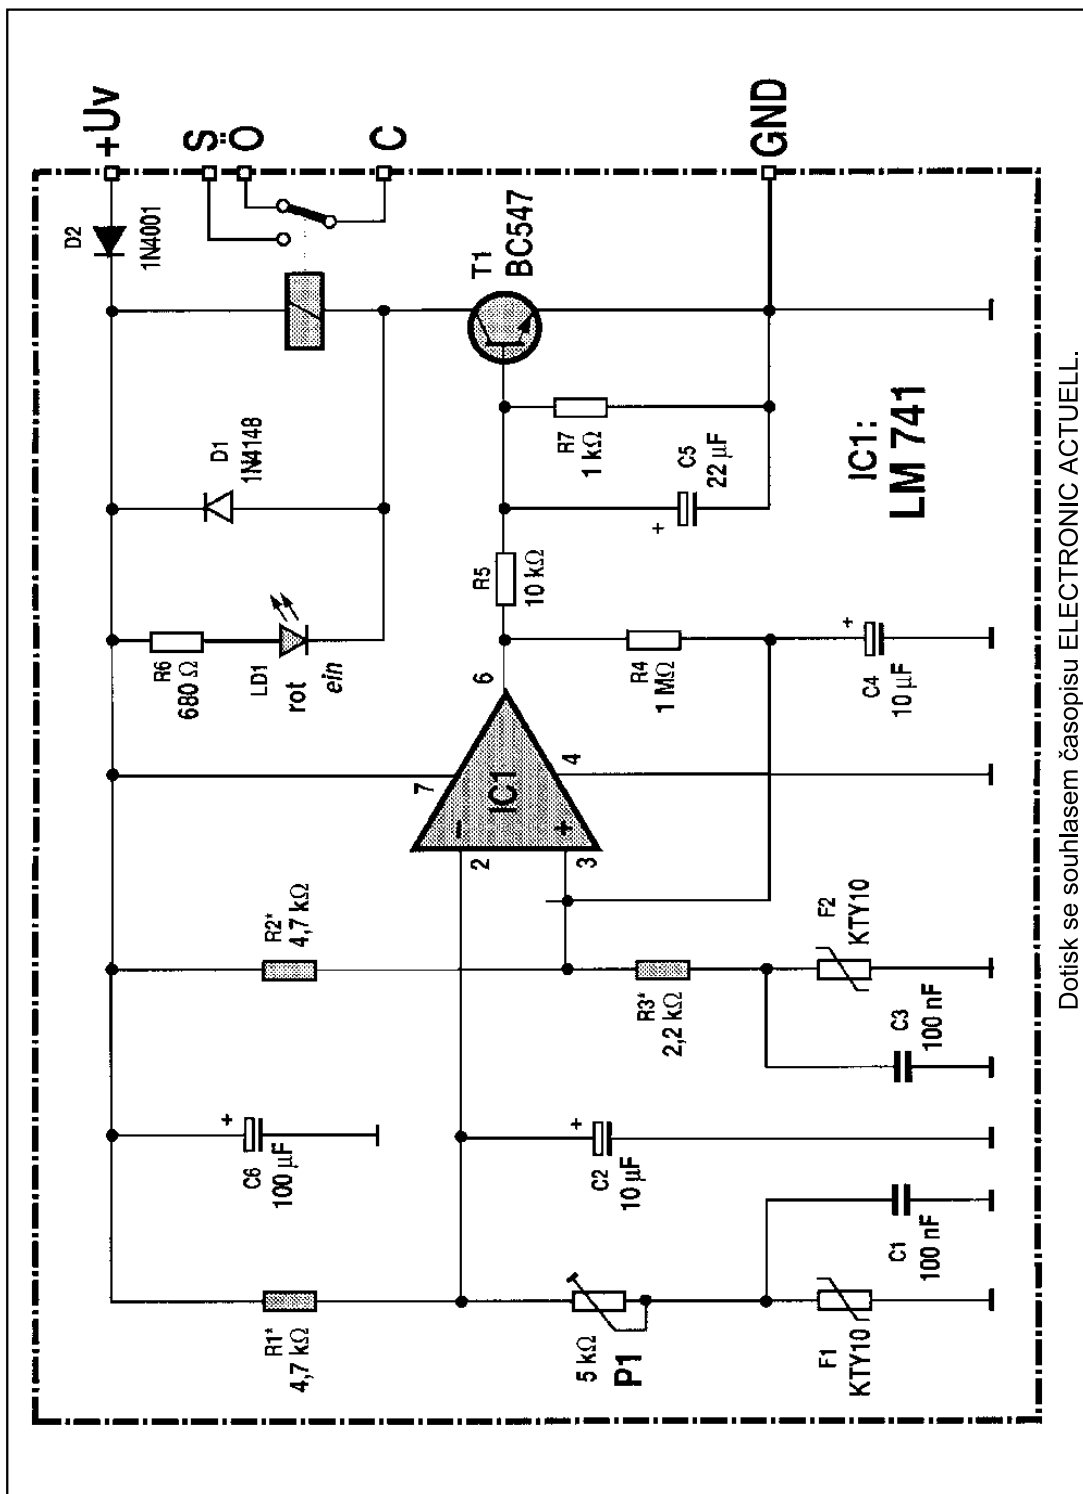 +Uv
S
Ö
C
GND
D2
1N4001
T1
BC547
D1
1N4148
R7
1 kΩ
+
C5
22 µF
IC1:
LM 741
R6
680 Ω
LD1
rot
ein
R5
10 kΩ
6
R4
1 MΩ
+
C4
10 µF
7
IC1
4
−
+
2
3
R2*
4,7 kΩ
R3*
2,2 kΩ
F2
KTY10
C3
100 nF
+
C6
100 µF
+
C2
10 µF
C1
100 nF
R1*
4,7 kΩ
5 kΩ
P1
F1
KTY10
Dotisk se souhlasem časopisu ELECTRONIC ACTUELL.